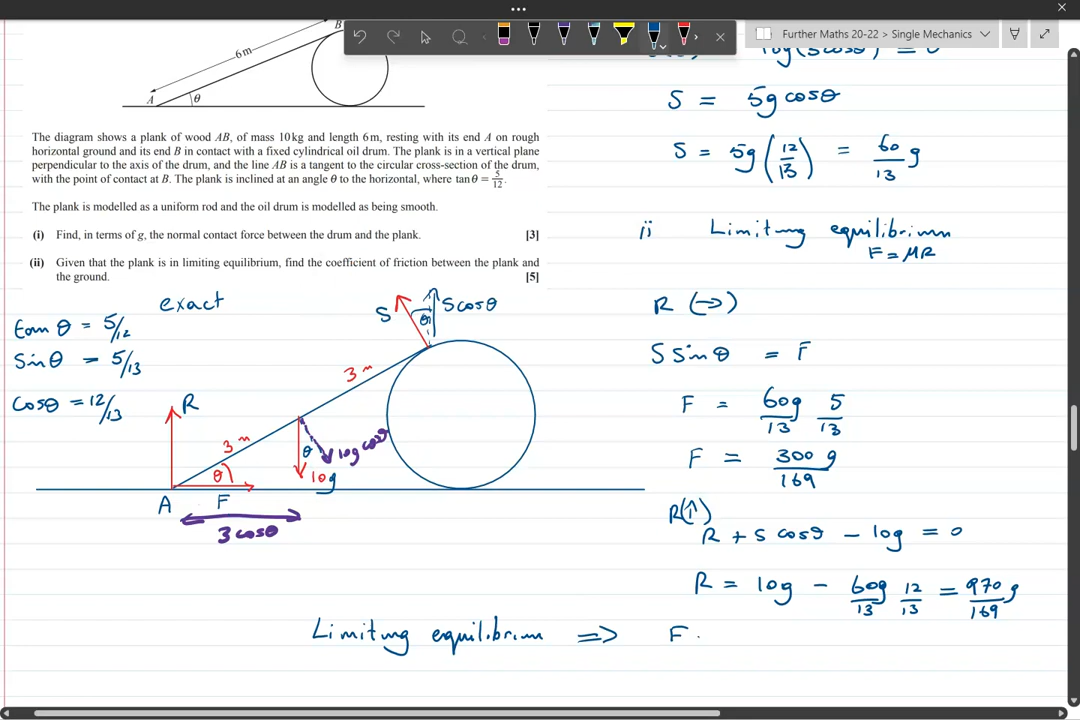 Further Maths 20-22 > Single Mechanics
B
6 m
A
θ
The diagram shows a plank of wood AB, of mass 10 kg and length 6 m, resting with its end A on rough
horizontal ground and its end B in contact with a fixed cylindrical oil drum. The plank is in a vertical plane
perpendicular to the axis of the drum, and the line AB is a tangent to the circular cross-section of the drum,
with the point of contact at B. The plank is inclined at an angle θ to the horizontal, where tan θ = 5/12.
The plank is modelled as a uniform rod and the oil drum is modelled as being smooth.
(i) Find, in terms of g, the normal contact force between the drum and the plank. [3]
(ii) Given that the plank is in limiting equilibrium, find the coefficient of friction between the plank and
the ground. [5]
exact
tan θ = 5/12
Sin θ = 5/13
Cosθ = 12/13
S
θ
S cosθ
3 m
R
3 m
θ
θ
10g cosθ
10g
A
F
3 cosθ
S = 5g cosθ
S = 5g (12/13) = 60/13 g
ii Limiting equilibrium
F = μR
R (→)
S sin θ = F
F = 60g/13 5/13
F = 300 g/169
R(↑)
R + S cosθ − 10g = 0
R = 10g − 60g/13 12/13 = 970 g/169
Limiting equilibrium => F